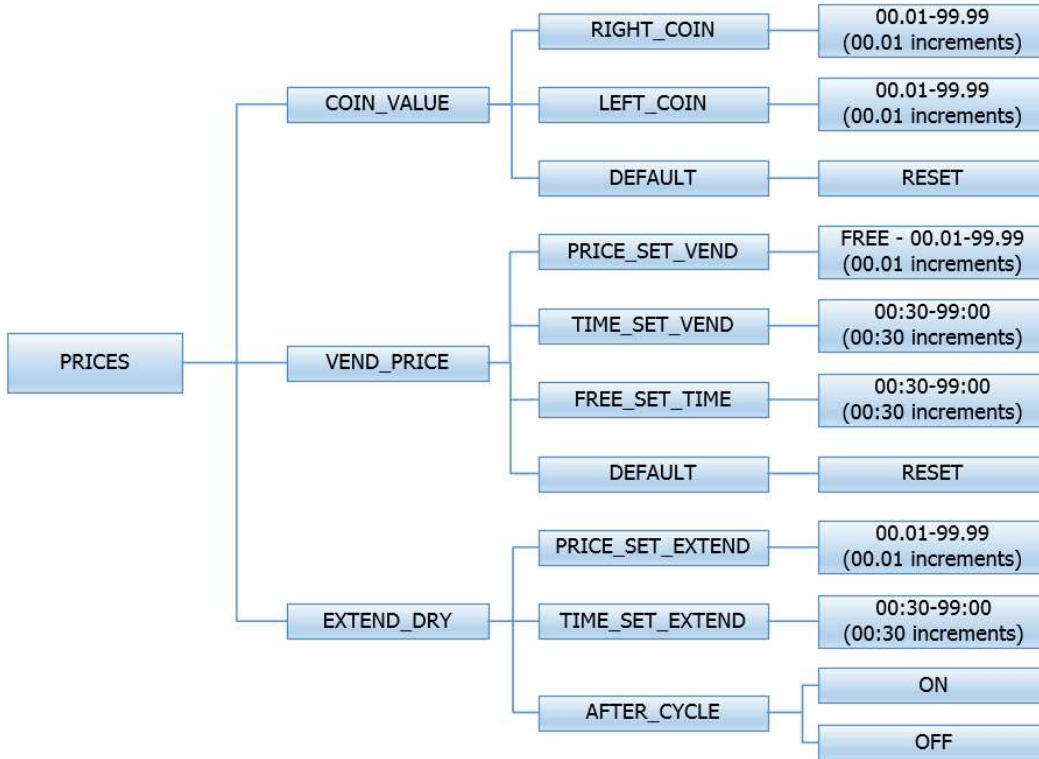 RIGHT_COIN
00.01-99.99
(00.01 increments)
COIN_VALUE
LEFT_COIN
00.01-99.99
(00.01 increments)
DEFAULT
RESET
PRICE_SET_VEND
FREE - 00.01-99.99
(00.01 increments)
TIME_SET_VEND
00:30-99:00
(00:30 increments)
PRICES
VEND_PRICE
FREE_SET_TIME
00:30-99:00
(00:30 increments)
DEFAULT
RESET
PRICE_SET_EXTEND
00.01-99.99
(00.01 increments)
EXTEND_DRY
TIME_SET_EXTEND
00:30-99:00
(00:30 increments)
AFTER_CYCLE
ON
OFF